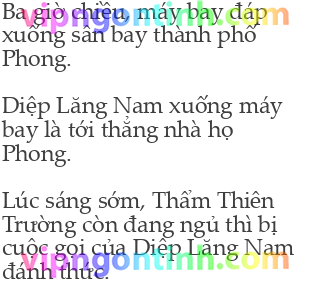 Ba giờ chiều, máy bay đáp
xuống sân bay thành phố
Phong.
Diệp Lăng Nam xuống máy
bay là tới thẳng nhà họ
Phong.
Lúc sáng sớm, Thẩm Thiên
Trường còn đang ngủ thì bị
cuộc gọi của Diệp Lăng Nam
đánh thức.
vipngontinh.com
vipngontinh.com